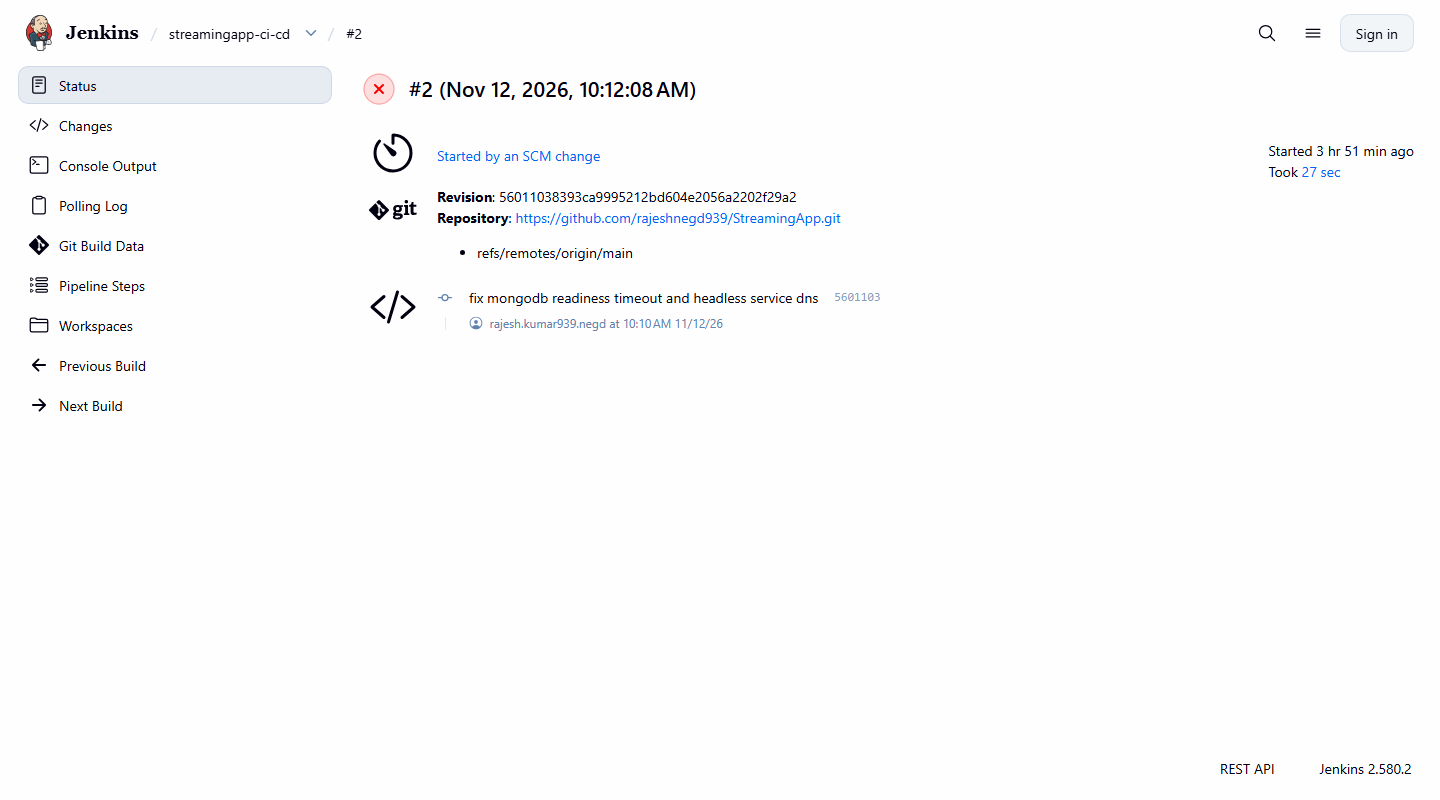 Jenkins / streamingapp-ci-cd / #2
Sign in
Status
Changes
Console Output
Polling Log
Git Build Data
Pipeline Steps
Workspaces
Previous Build
Next Build
#2 (Nov 12, 2026, 10:12:08 AM)
Started by an SCM change
Started 3 hr 51 min ago
Took 27 sec
git
Revision: 56011038393ca9995212bd604e2056a2202f29a2
Repository: https://github.com/rajeshnegd939/StreamingApp.git
refs/remotes/origin/main
fix mongodb readiness timeout and headless service dns 5601103
rajesh.kumar939.negd at 10:10 AM 11/12/26
REST API
Jenkins 2.580.2